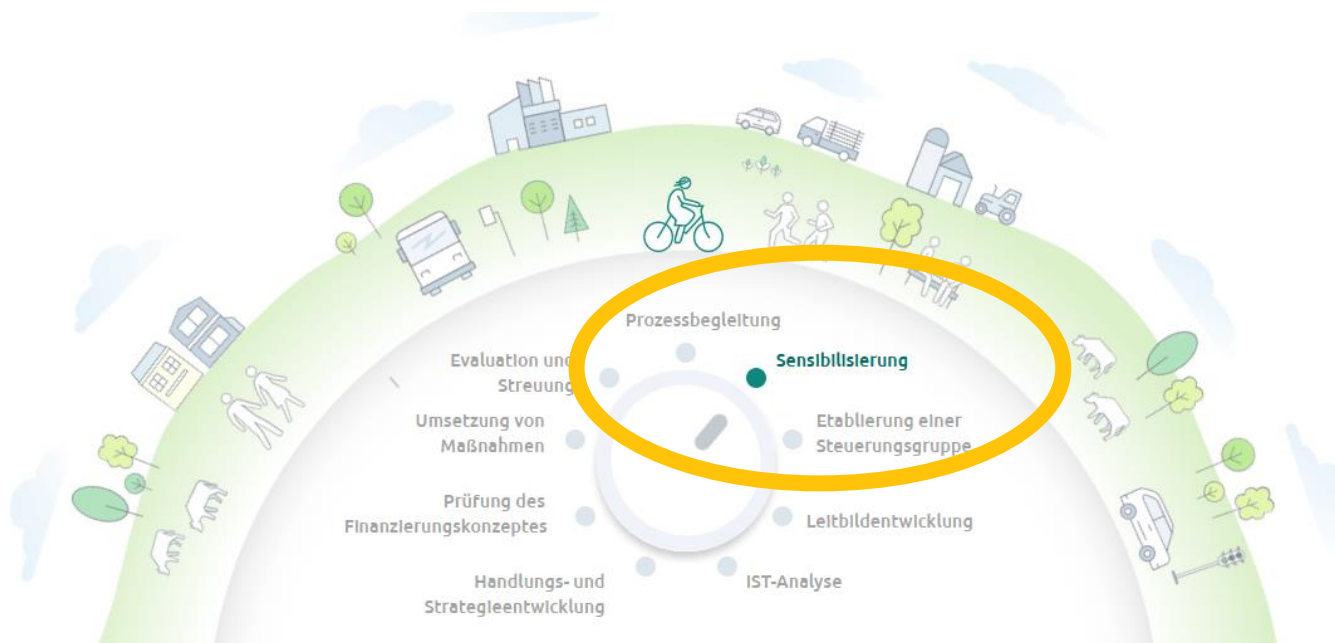 Prozessbegleitung
Sensibilisierung
Etablierung einer
Steuerungsgruppe
Leitbildentwicklung
IST-Analyse
Handlungs- und
Strategieentwicklung
Prüfung des
Finanzierungskonzeptes
Umsetzung von
Maßnahmen
Evaluation und
Streuung